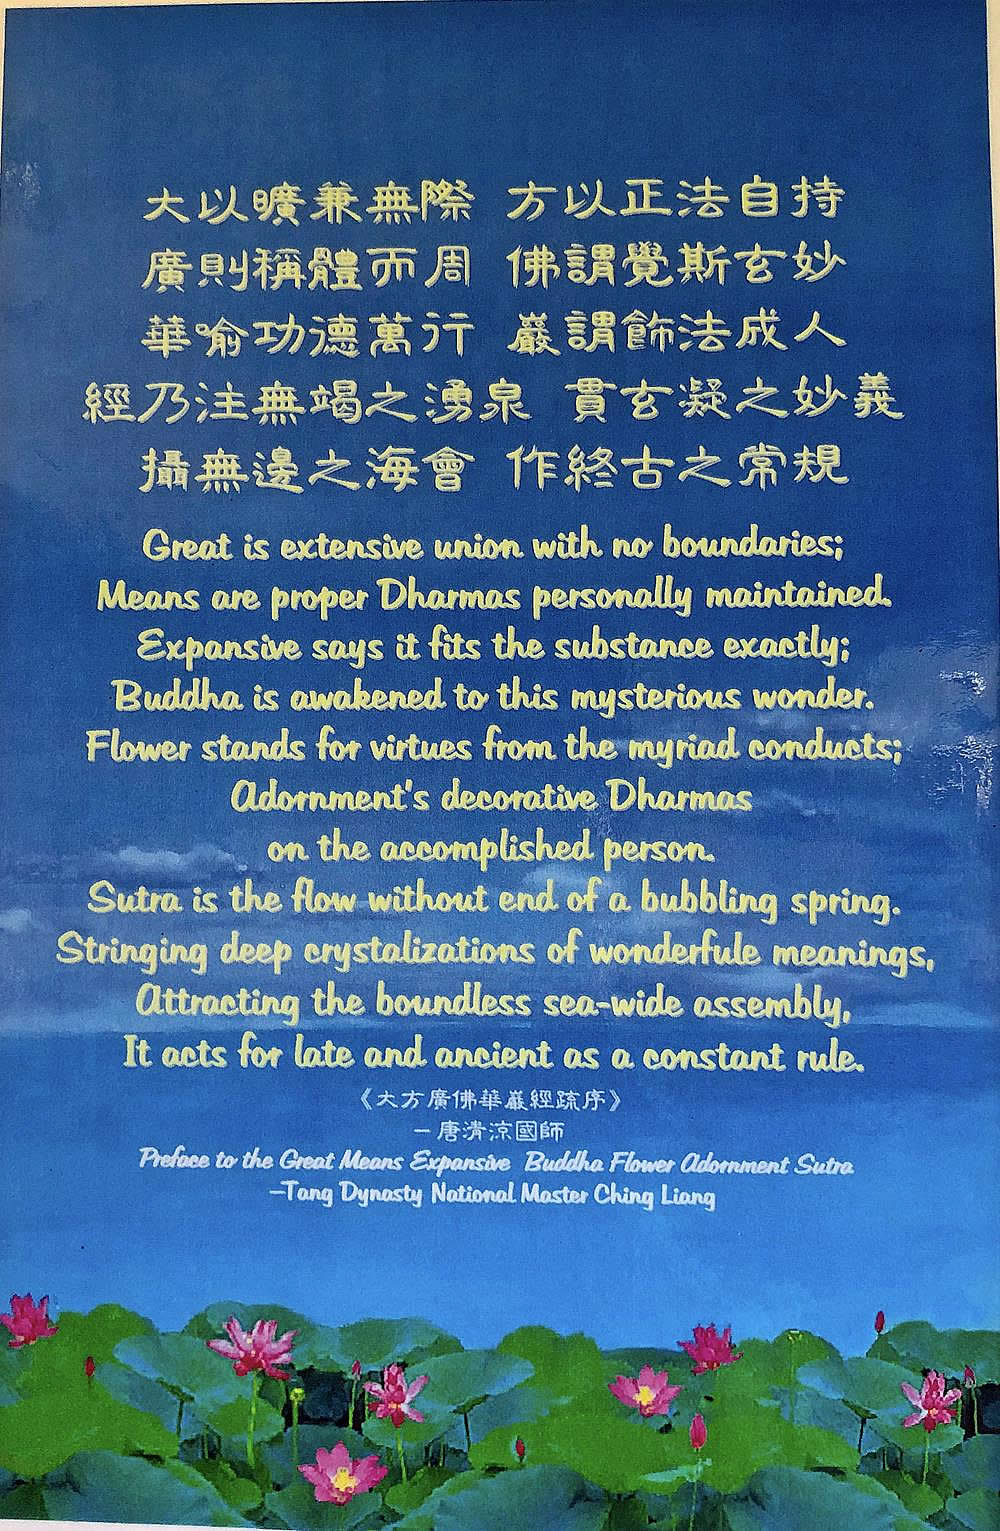 大以曠兼無際 方以正法自持
廣則稱體而周 佛謂覺斯玄妙
華喻功德萬行 嚴謂飾法成人
經乃注無竭之湧泉 貫玄凝之妙義
攝無邊之海會 作終古之常規
Great is extensive union with no boundaries;
Means are proper Dharmas personally maintained.
Expansive says it fits the substance exactly;
Buddha is awakened to this mysterious wonder.
Flower stands for virtues from the myriad conducts;
Adornment's decorative Dharmas
on the accomplished person.
Sutra is the flow without end of a bubbling spring.
Stringing deep crystalizations of wonderfule meanings,
Attracting the boundless sea-wide assembly,
It acts for late and ancient as a constant rule.
《大方廣佛華嚴經疏序》
－唐清涼國師
Preface to the Great Means Expansive Buddha Flower Adornment Sutra
—Tang Dynasty National Master Ching Liang